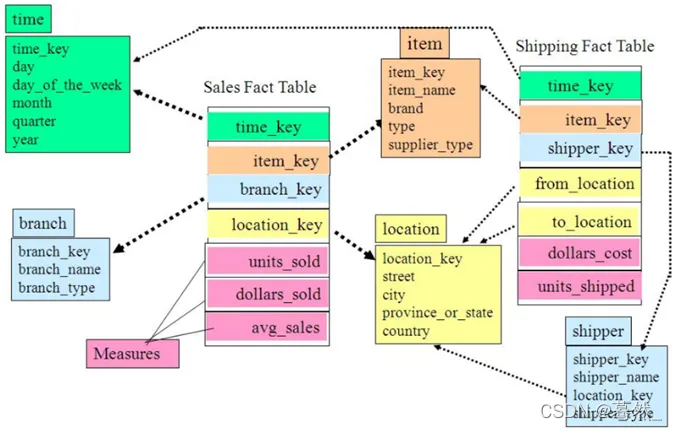 time
time_key
day
day_of_the_week
month
quarter
year
Sales Fact Table
time_key
item_key
branch_key
location_key
units_sold
dollars_sold
avg_sales
Measures
branch
branch_key
branch_name
branch_type
item
item_key
item_name
brand
type
supplier_type
location
location_key
street
city
province_or_state
country
Shipping Fact Table
time_key
item_key
shipper_key
from_location
to_location
dollars_cost
units_shipped
shipper
shipper_key
shipper_name
location_key
shipper_type
CSDN